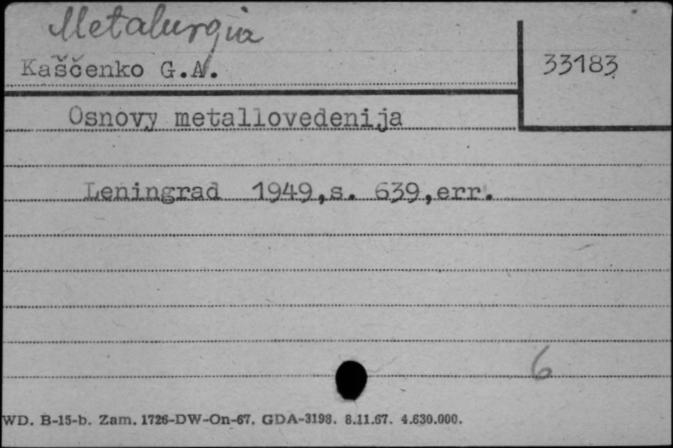 Metalurgia
Kaščenko G.A.
33183
Osnovy metallovedenija
Leningrad 1949,s. 639,err.
6
WD. B-15-b. Zam. 1726-DW-On-67. GDA-3198. 8.11.67. 4.630.000.